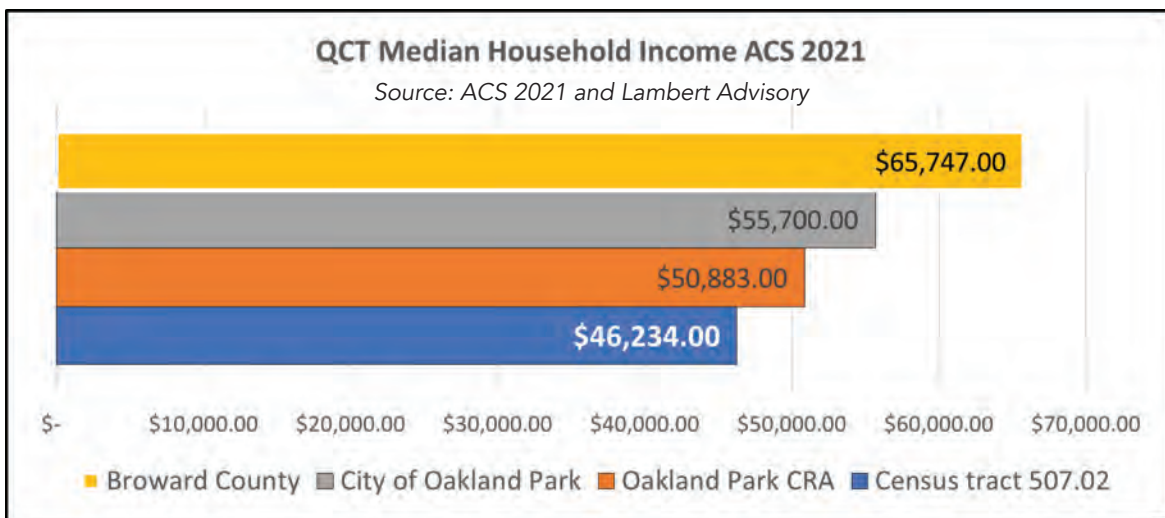 QCT Median Household Income ACS 2021
Source: ACS 2021 and Lambert Advisory
$65,747.00
$55,700.00
$50,883.00
$46,234.00
$- $10,000.00 $20,000.00 $30,000.00 $40,000.00 $50,000.00 $60,000.00 $70,000.00
Broward County City of Oakland Park Oakland Park CRA Census tract 507.02